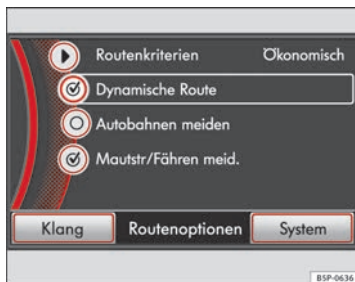 Routenkriterien Ökonomisch
Dynamische Route
Autobahnen meiden
Mautstr/Fähren meid.
Klang Routenoptionen System
B5P-0636